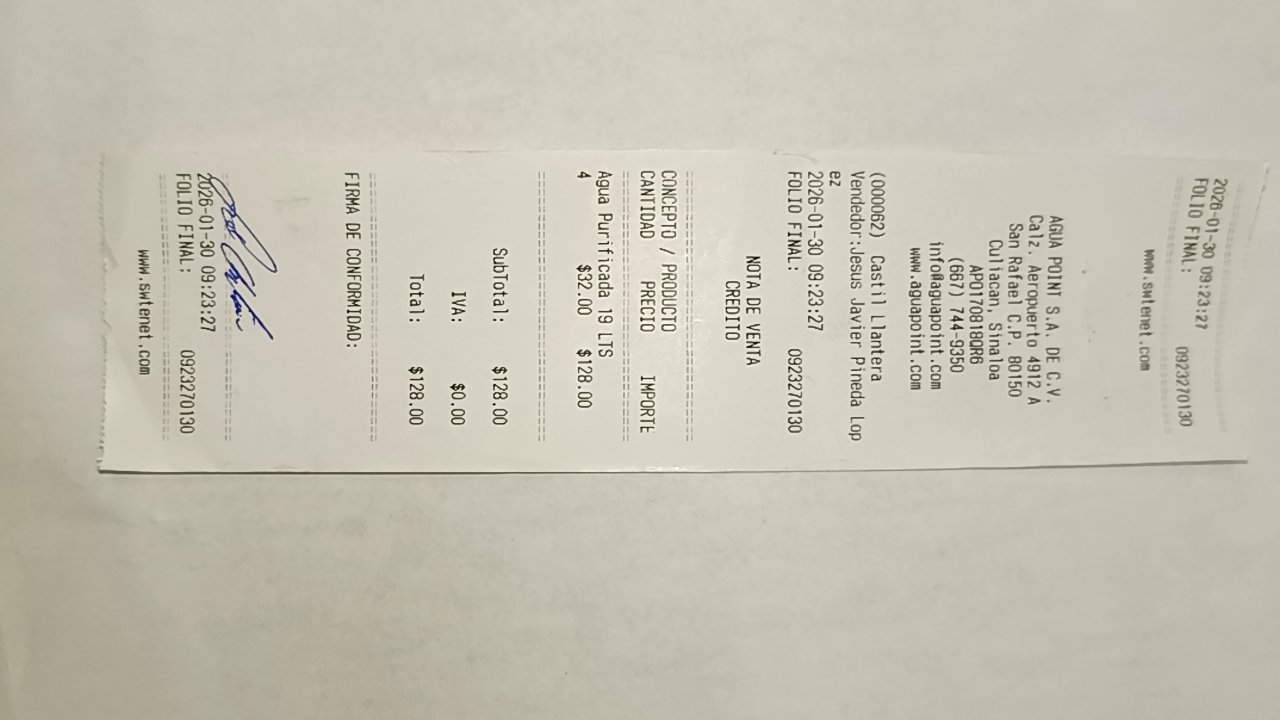 www.swtenet.com
2026-01-30 09:23:27
FOLIO FINAL: 0923270130
AGUA POINT S.A. DE C.V.
Calz. Aeropuerto 4912 A
San Rafael C.P. 80150
Culiacan, Sinaloa
APO170818QR6
(667) 744-9350
info@aguapoint.com
www.aguapoint.com
(000062) Castil Llantera
Vendedor:Jesus Javier Pineda Lop
ez
2026-01-30 09:23:27
FOLIO FINAL: 0923270130
NOTA DE VENTA
CREDITO
CONCEPTO / PRODUCTO
CANTIDAD PRECIO IMPORTE
Agua Purificada 19 LTS
4 $32.00 $128.00
SubTotal: $128.00
IVA: $0.00
Total: $128.00
FIRMA DE CONFORMIDAD:
2026-01-30 09:23:27
FOLIO FINAL: 0923270130
www.swtenet.com